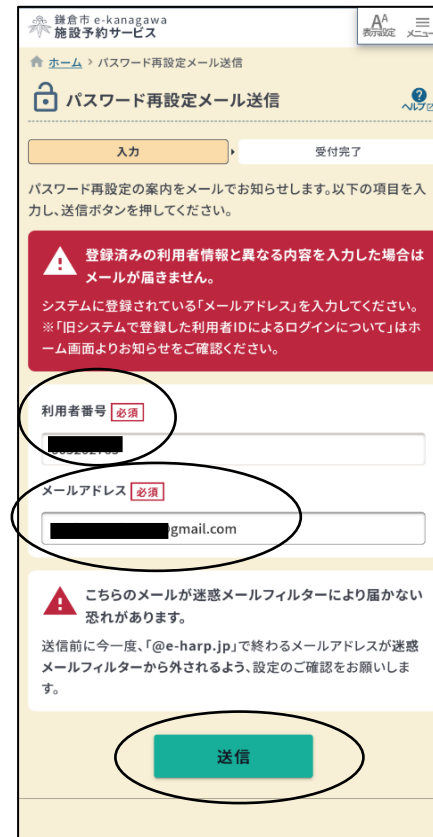 鎌倉市 e-kanagawa
施設予約サービス
AA
表示設定
メニュー
ホーム > パスワード再設定メール送信
パスワード再設定メール送信
ヘルプ
入力
受付完了
パスワード再設定の案内をメールでお知らせします。以下の項目を入
力し、送信ボタンを押してください。
登録済みの利用者情報と異なる内容を入力した場合は
メールが届きません。
システムに登録されている「メールアドレス」を入力してください。
※「旧システムで登録した利用者IDによるログインについて」はホ
ーム画面よりお知らせをご確認ください。
利用者番号 必須
メールアドレス 必須
@gmail.com
こちらのメールが迷惑メールフィルターにより届かない
恐れがあります。
送信前に今一度、「@e-harp.jp」で終わるメールアドレスが迷惑
メールフィルターから外されるよう、設定のご確認をお願いしま
す。
送信